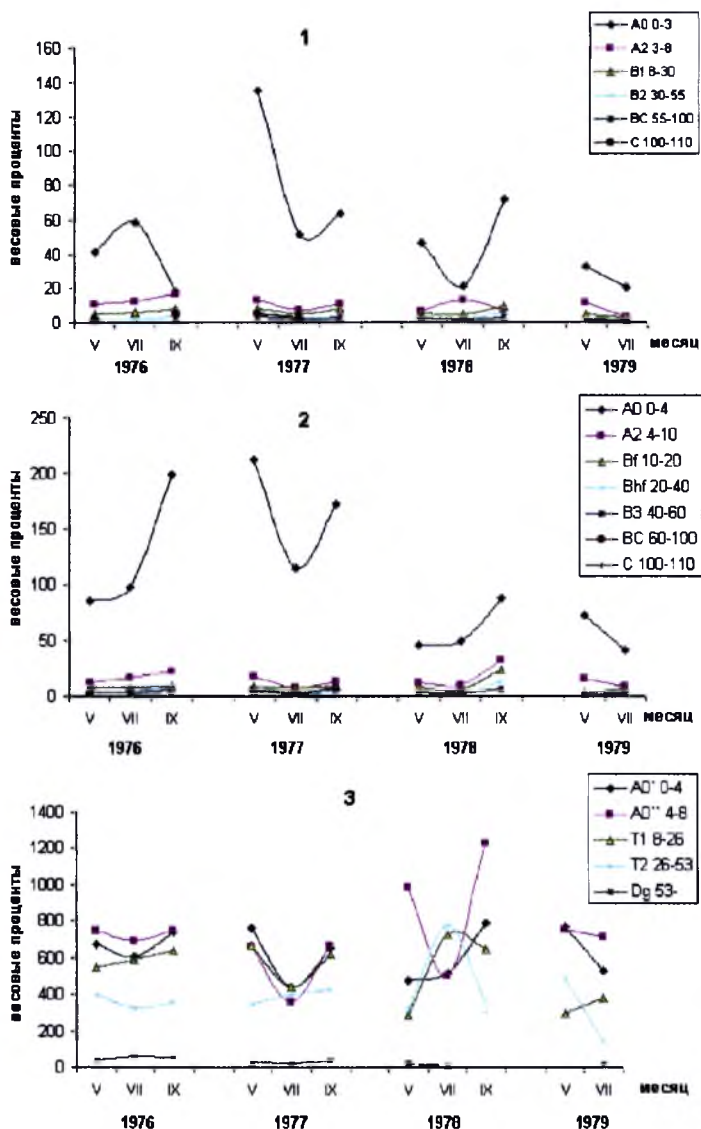 1
весовые проценты
160
140
120
100
80
60
40
20
0
A0 0-3
A2 3-8
B1 8-30
B2 30-55
BC 55-100
C 100-110
V VII IX V VII IX V VII IX V VII месяц
1976 1977 1978 1979
2
весовые проценты
250
200
150
100
50
0
A0 0-4
A2 4-10
Bf 10-20
Bhf 20-40
B3 40-60
BC 60-100
C 100-110
V VII IX V VII IX V VII IX V VII месяц
1976 1977 1978 1979
3
весовые проценты
1400
1200
1000
800
600
400
200
0
A0' 0-4
A0'' 4-8
T1 8-26
T2 26-53
Dg 53-
V VII IX V VII IX V VII IX V VII месяц
1976 1977 1978 1979